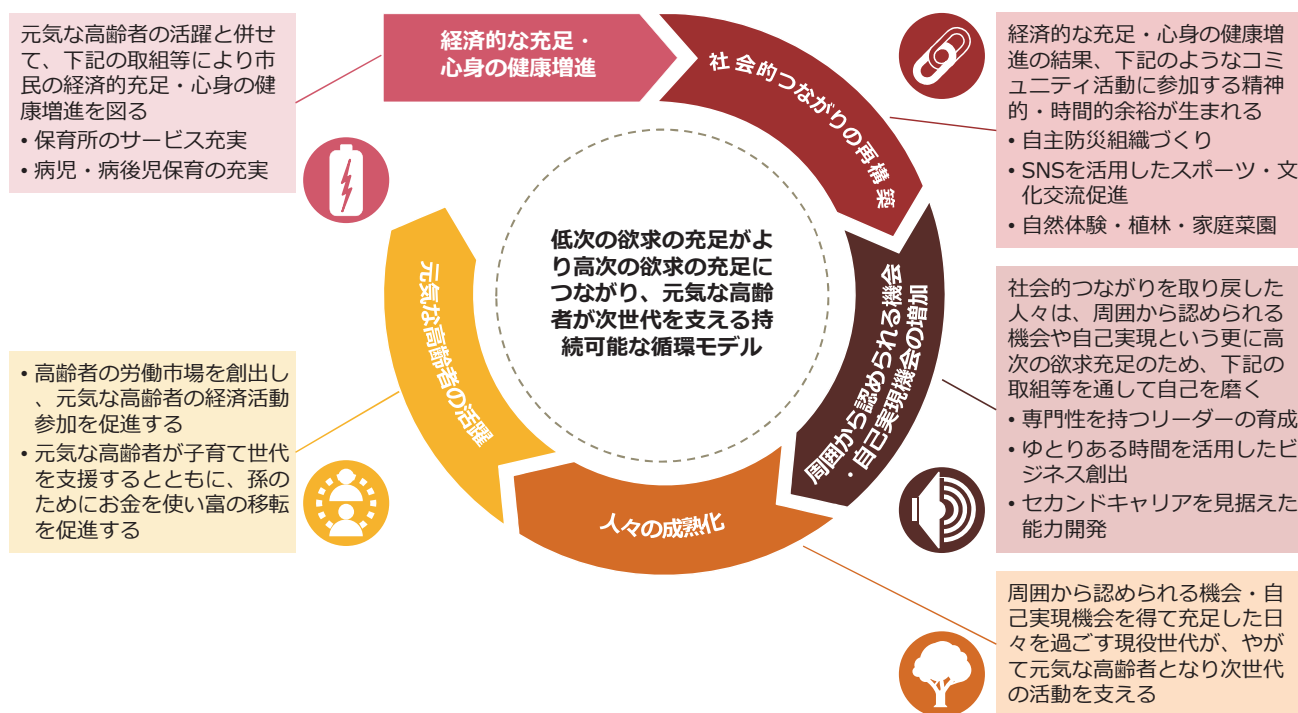 元気な高齢者の活躍と併せ
て、下記の取組等により市
民の経済的充足・心身の健
康増進を図る
• 保育所のサービス充実
• 病児・病後児保育の充実
経済的な充足・
心身の健康増進
社会的つながりの再構築
経済的な充足・心身の健康増
進の結果、下記のようなコミ
ュニティ活動に参加する精神
的・時間的余裕が生まれる
• 自主防災組織づくり
• SNSを活用したスポーツ・文
化交流促進
• 自然体験・植林・家庭菜園
低次の欲求の充足がよ
り高次の欲求の充足に
つながり、元気な高齢
者が次世代を支える持
続可能な循環モデル
周囲から認められる機会
・自己実現機会の増加
社会的つながりを取り戻した
人々は、周囲から認められる
機会や自己実現という更に高
次の欲求充足のため、下記の
取組等を通して自己を磨く
• 専門性を持つリーダーの育成
• ゆとりある時間を活用したビ
ジネス創出
• セカンドキャリアを見据えた
能力開発
人々の成熟化
周囲から認められる機会・自
己実現機会を得て充足した日
々を過ごす現役世代が、やが
て元気な高齢者となり次世代
の活動を支える
元気な高齢者の活躍
• 高齢者の労働市場を創出し
、元気な高齢者の経済活動
参加を促進する
• 元気な高齢者が子育て世代
を支援するとともに、孫の
ためにお金を使い富の移転
を促進する